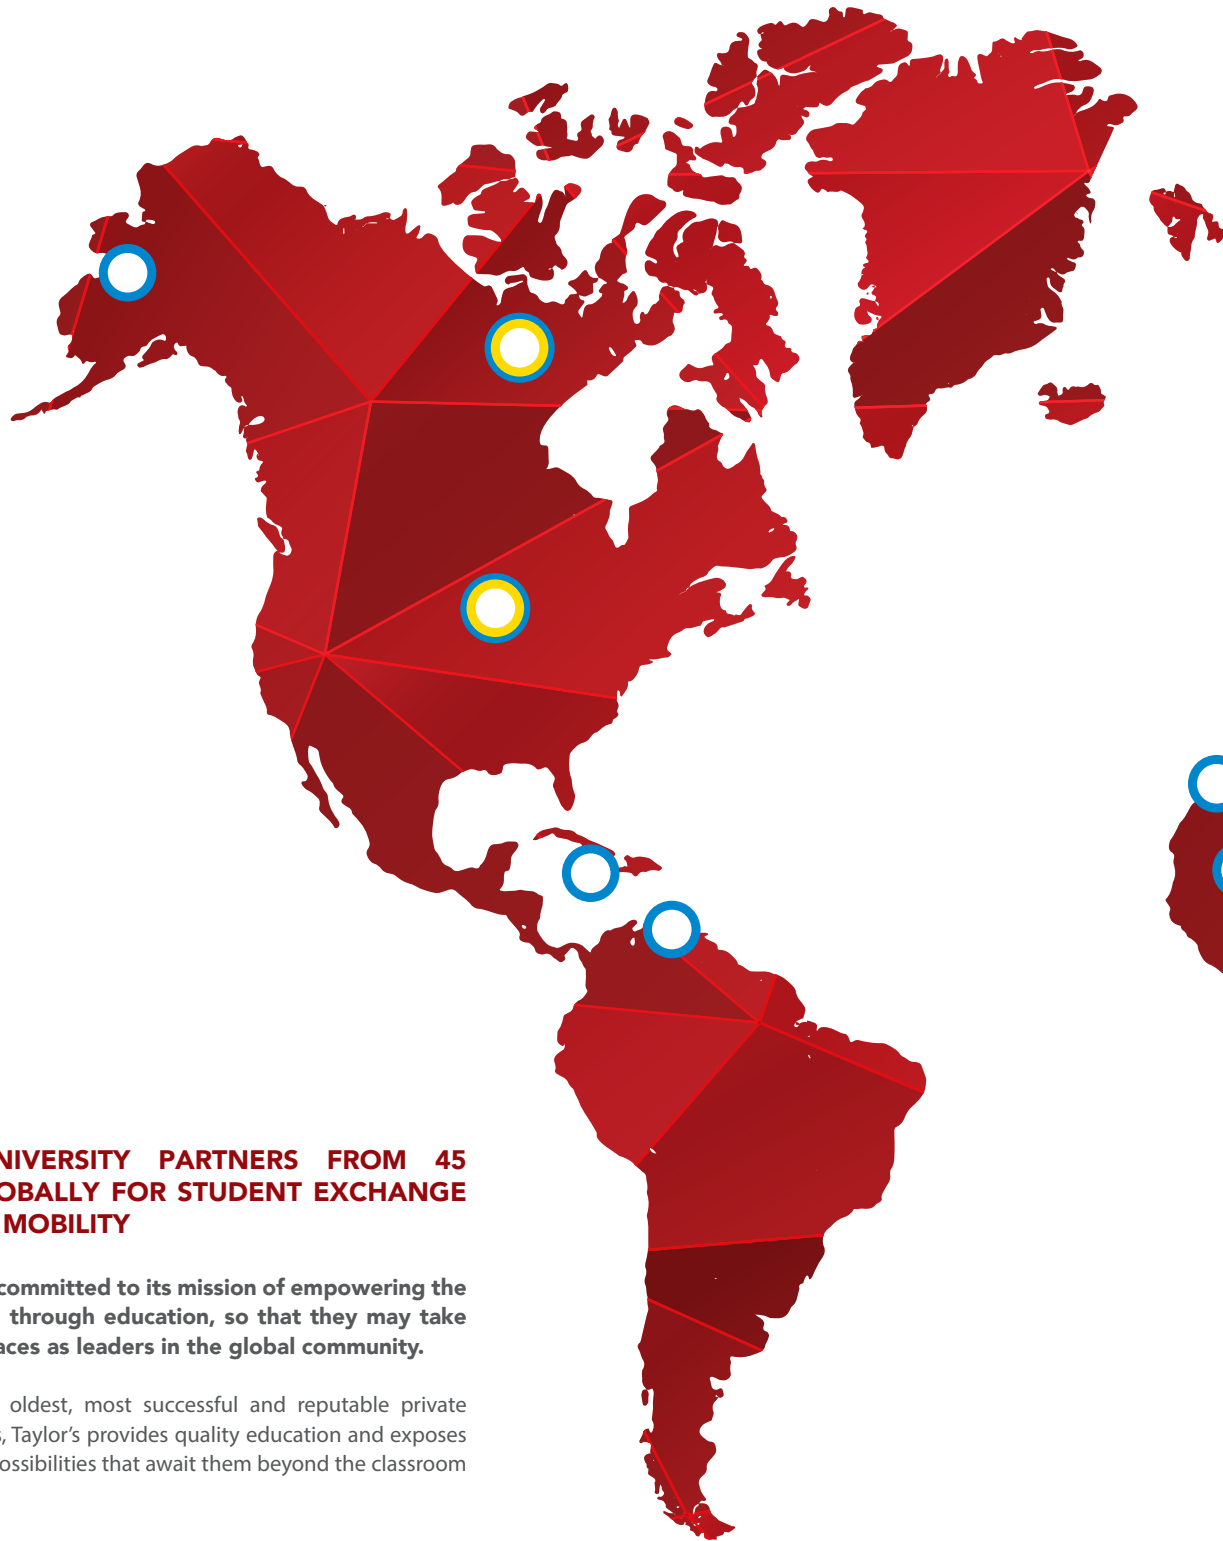 NIVERSITY PARTNERS FROM 45
OBALLY FOR STUDENT EXCHANGE
MOBILITY
committed to its mission of empowering the
through education, so that they may take
aces as leaders in the global community.
oldest, most successful and reputable private
s, Taylor’s provides quality education and exposes
ossibilities that await them beyond the classroom